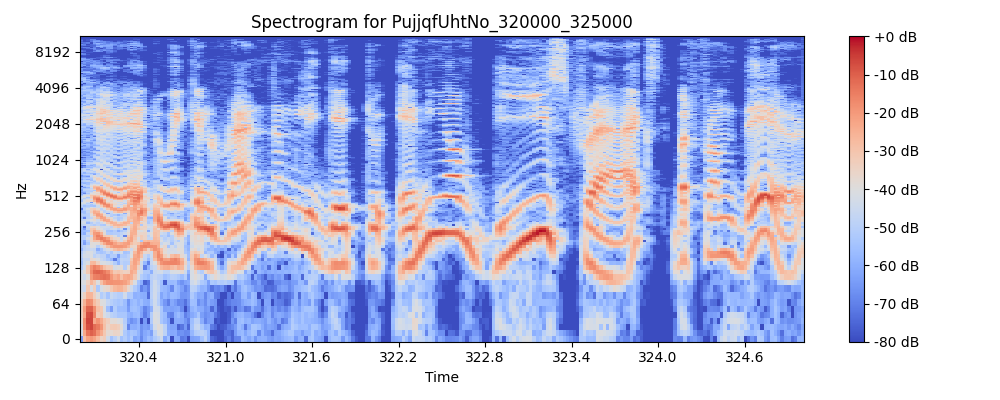 Spectrogram for PujjqfUhtNo_320000_325000
8192
4096
2048
1024
512
256
128
64
0
Hz
320.4 321.0 321.6 322.2 322.8 323.4 324.0 324.6
Time
+0 dB
-10 dB
-20 dB
-30 dB
-40 dB
-50 dB
-60 dB
-70 dB
-80 dB